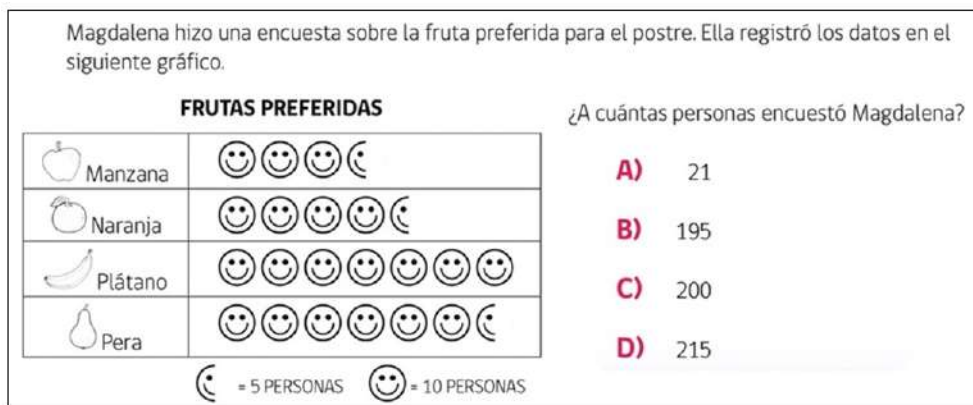 Magdalena hizo una encuesta sobre la fruta preferida para el postre. Ella registró los datos en el
siguiente gráfico.
FRUTAS PREFERIDAS
Manzana
Naranja
Plátano
Pera
= 5 PERSONAS = 10 PERSONAS
¿A cuántas personas encuestó Magdalena?
A) 21
B) 195
C) 200
D) 215